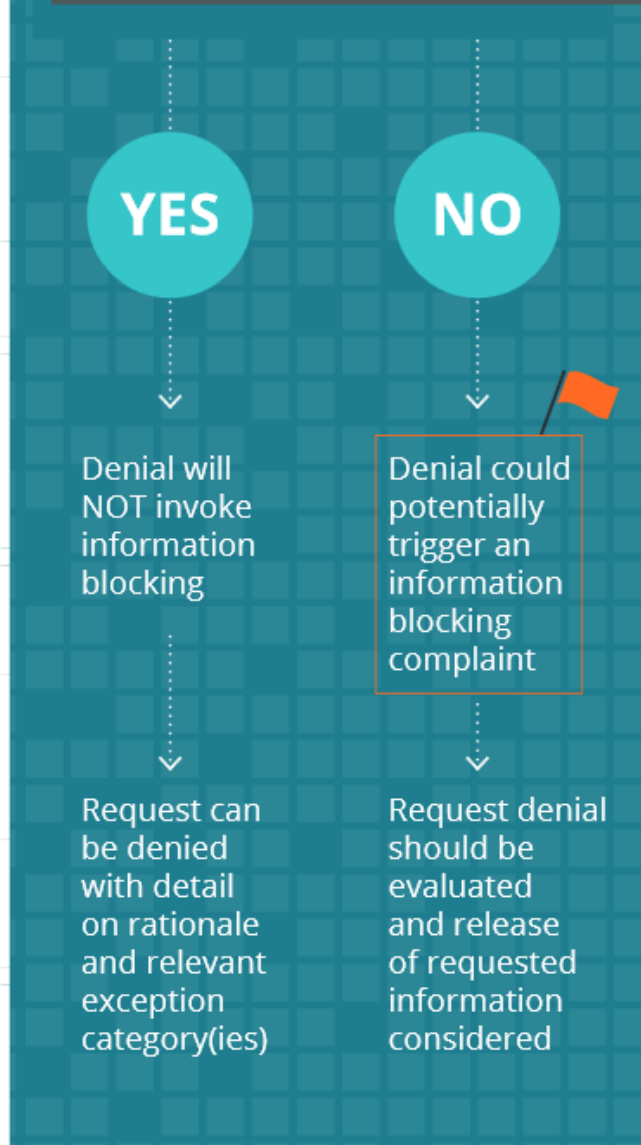 YES
Denial will
NOT invoke
information
blocking
Request can
be denied
with detail
on rationale
and relevant
exception
category(ies)
NO
Denial could
potentially
trigger an
information
blocking
complaint
Request denial
should be
evaluated
and release
of requested
information
considered